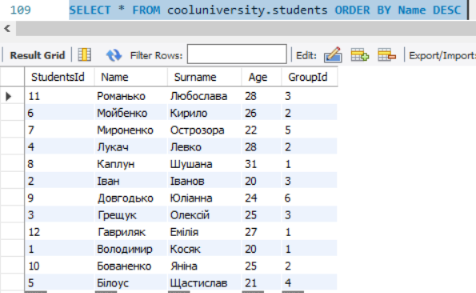 109 SELECT * FROM cooluniversity.students ORDER BY Name DESC
Result Grid Filter Rows: Edit: Export/Import:
StudentsId Name Surname Age GroupId
11 Романько Любослава 28 3
6 Мойбенко Кирило 26 2
7 Мироненко Острозора 22 5
4 Лукач Левко 28 2
8 Каплун Шушана 31 1
2 Іван Іванов 20 3
9 Довгодько Юліанна 24 6
3 Грещук Олексій 25 3
12 Гавриляк Емілія 27 1
1 Володимир Косяк 20 1
10 Бованенко Яніна 25 2
5 Білоус Щастислав 21 4